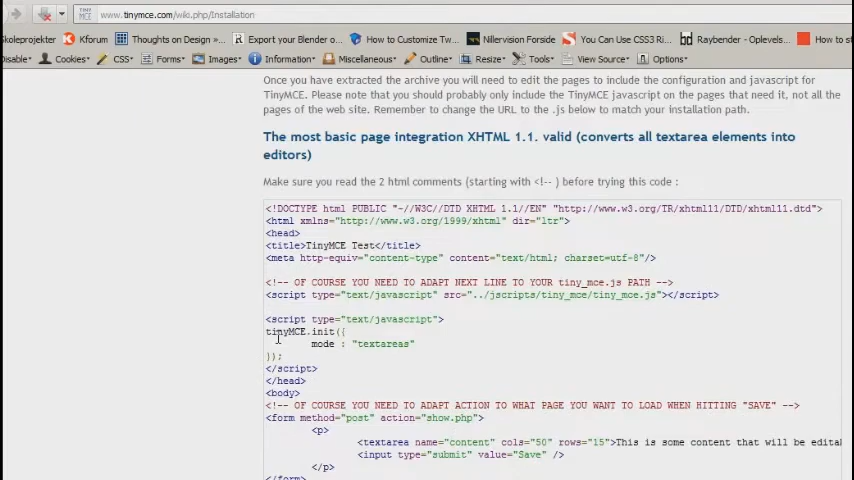 www.tinymce.com/wiki.php/Installation
Skoleprojekter Kforum Thoughts on Design »... Export your Blender o... How to Customize Tw... Nillervision Forside You Can Use CSS3 Ri... Raybender - Oplevels... How to st
Disable▾ Cookies▾ CSS▾ Forms▾ Images▾ Information▾ Miscellaneous▾ Outline▾ Resize▾ Tools▾ View Source▾ Options▾
Once you have extracted the archive you will need to edit the pages to include the configuration and javascript for
TinyMCE. Please note that you should probably only include the TinyMCE javascript on the pages that need it, not all the
pages of the web site. Remember to change the URL to the .js below to match your installation path.
The most basic page integration XHTML 1.1. valid (converts all textarea elements into
editors)
Make sure you read the 2 html comments (starting with <!-- ) before trying this code :
<!DOCTYPE html PUBLIC "-//W3C//DTD XHTML 1.1//EN" "http://www.w3.org/TR/xhtml11/DTD/xhtml11.dtd">
<html xmlns="http://www.w3.org/1999/xhtml" dir="ltr">
<head>
<title>TinyMCE Test</title>
<meta http-equiv="content-type" content="text/html; charset=utf-8"/>
<!-- OF COURSE YOU NEED TO ADAPT NEXT LINE TO YOUR tiny_mce.js PATH -->
<script type="text/javascript" src="../jscripts/tiny_mce/tiny_mce.js"></script>
<script type="text/javascript">
tinyMCE.init({
mode : "textareas"
});
</script>
</head>
<body>
<!-- OF COURSE YOU NEED TO ADAPT ACTION TO WHAT PAGE YOU WANT TO LOAD WHEN HITTING "SAVE" -->
<form method="post" action="show.php">
<p>
<textarea name="content" cols="50" rows="15">This is some content that will be edita
<input type="submit" value="Save" />
</p>
</form>